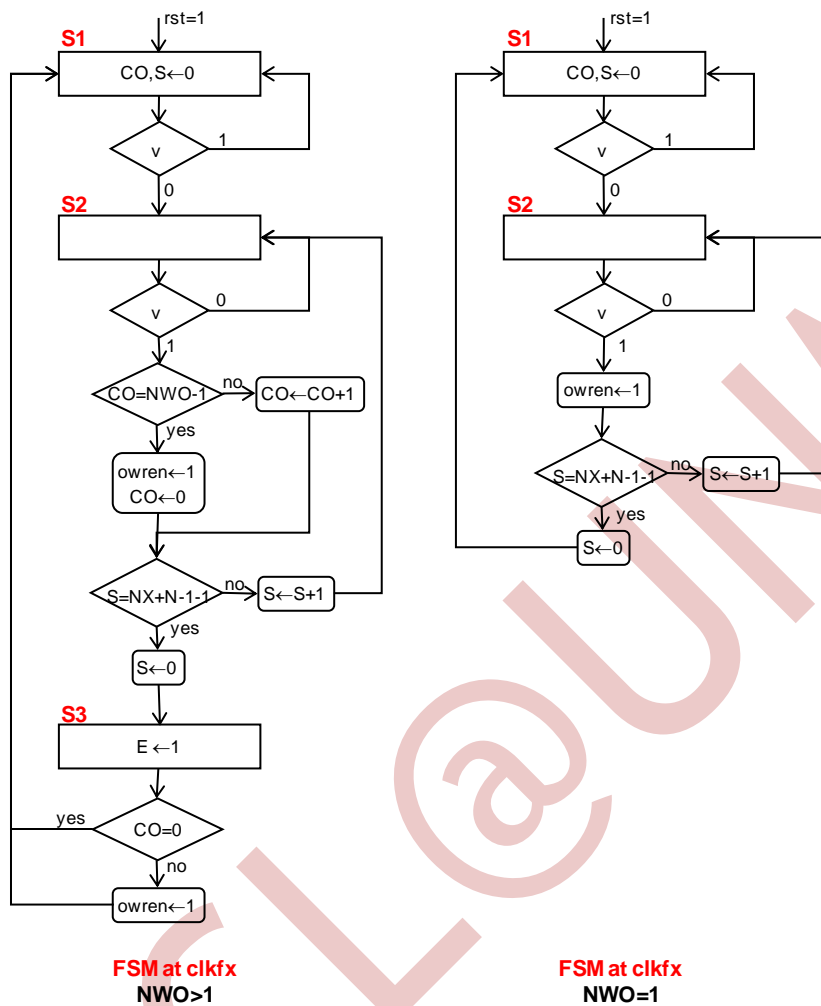 rst=1
S1
CO,S←0
v
1
0
S2
v
0
1
CO=NWO-1
no
CO←CO+1
yes
owren←1
CO←0
S=NX+N-1-1
no
S←S+1
yes
S←0
S3
E ←1
CO=0
yes
no
owren←1
FSM at clkfx
NWO>1
rst=1
S1
CO,S←0
v
1
0
S2
v
0
1
owren←1
S=NX+N-1-1
no
S←S+1
yes
S←0
FSM at clkfx
NWO=1